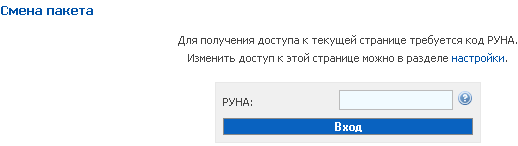 Смена пакета
Для получения доступа к текущей странице требуется код РУНА.
Изменить доступ к этой странице можно в разделе настройки.
РУНА:
Вход